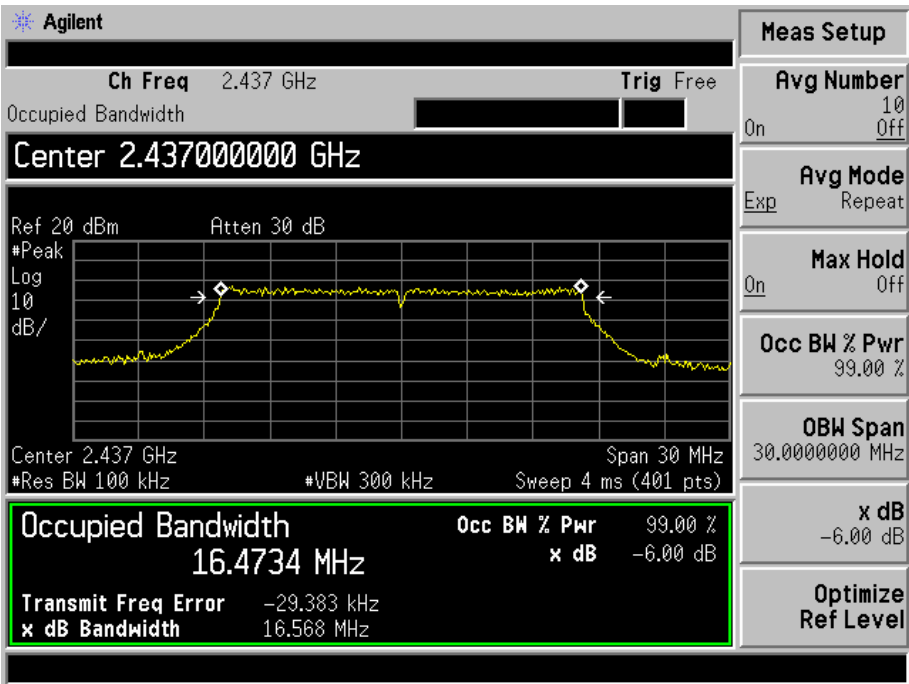 Agilent
Meas Setup
Ch Freq 2.437 GHz Trig Free
Occupied Bandwidth
Center 2.437000000 GHz
Ref 20 dBm Atten 30 dB
#Peak
Log
10
dB/
Center 2.437 GHz Span 30 MHz
#Res BW 100 kHz #VBW 300 kHz Sweep 4 ms (401 pts)
Occupied Bandwidth Occ BW % Pwr 99.00 %
16.4734 MHz x dB -6.00 dB
Transmit Freq Error -29.383 kHz
x dB Bandwidth 16.568 MHz
Avg Number
10
On Off
Avg Mode
Exp Repeat
Max Hold
On Off
Occ BW % Pwr
99.00 %
OBW Span
30.0000000 MHz
x dB
-6.00 dB
Optimize
Ref Level